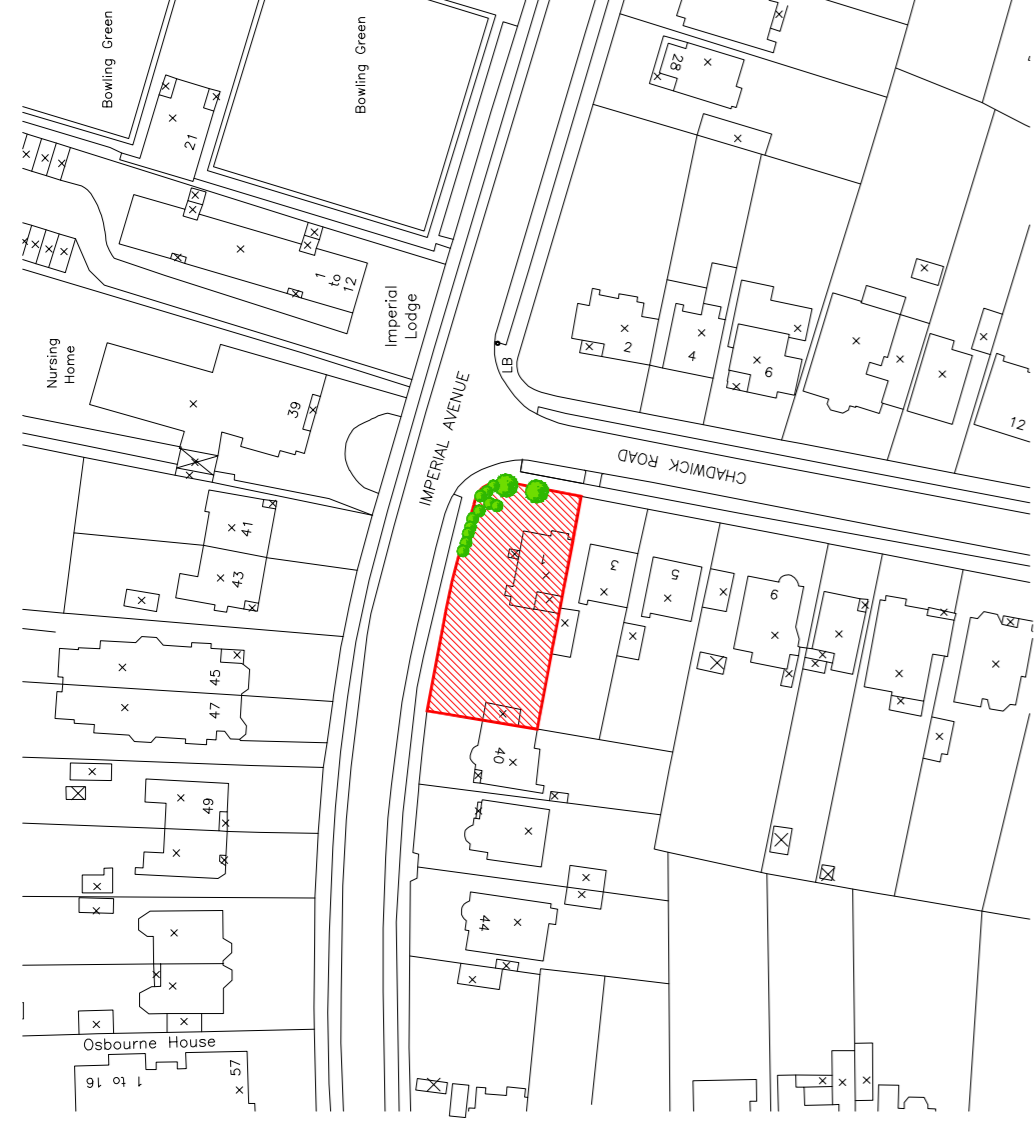 Bowling Green
Bowling Green
28
21
1
to
12
Imperial
Lodge
Nursing
Home
39
LB
2
4
6
12
IMPERIAL AVENUE
CHADWICK ROAD
41
43
1
3
5
9
45
47
40
49
44
Osbourne House
1 to 16
57